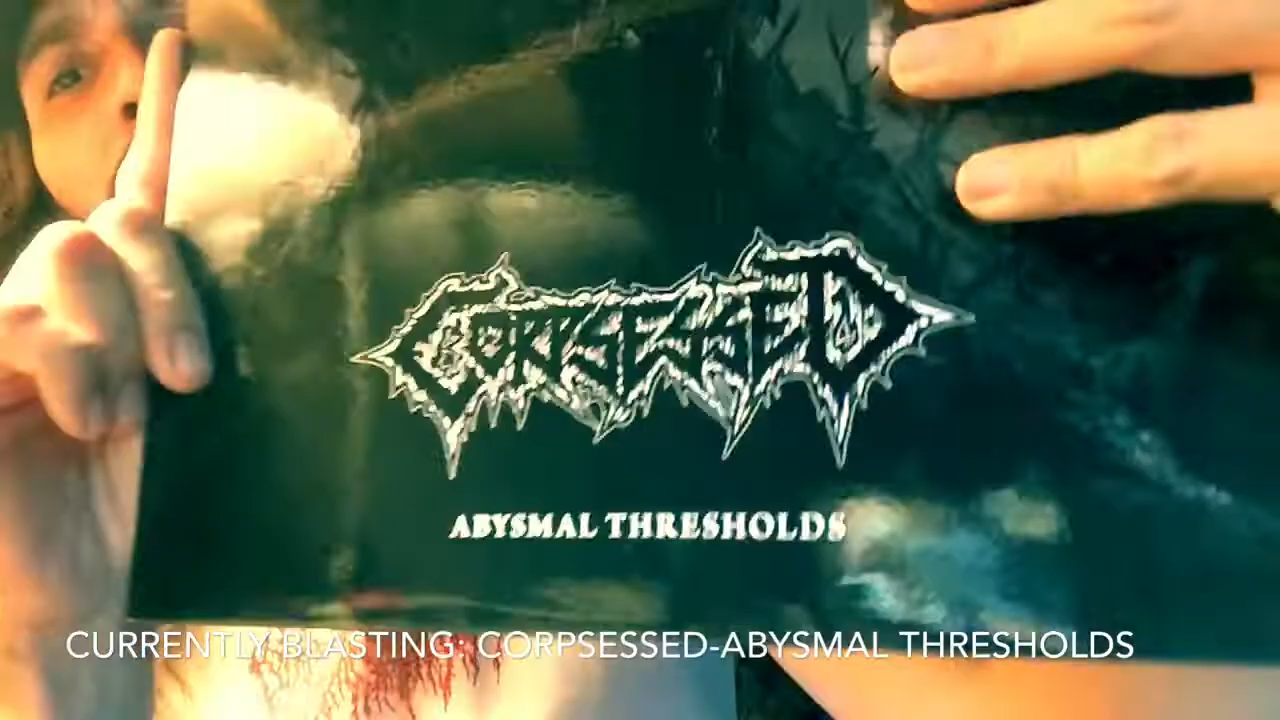 CORPSESSED
ABYSMAL THRESHOLDS
CURRENTLY BLASTING: CORPSESSED-ABYSMAL THRESHOLDS